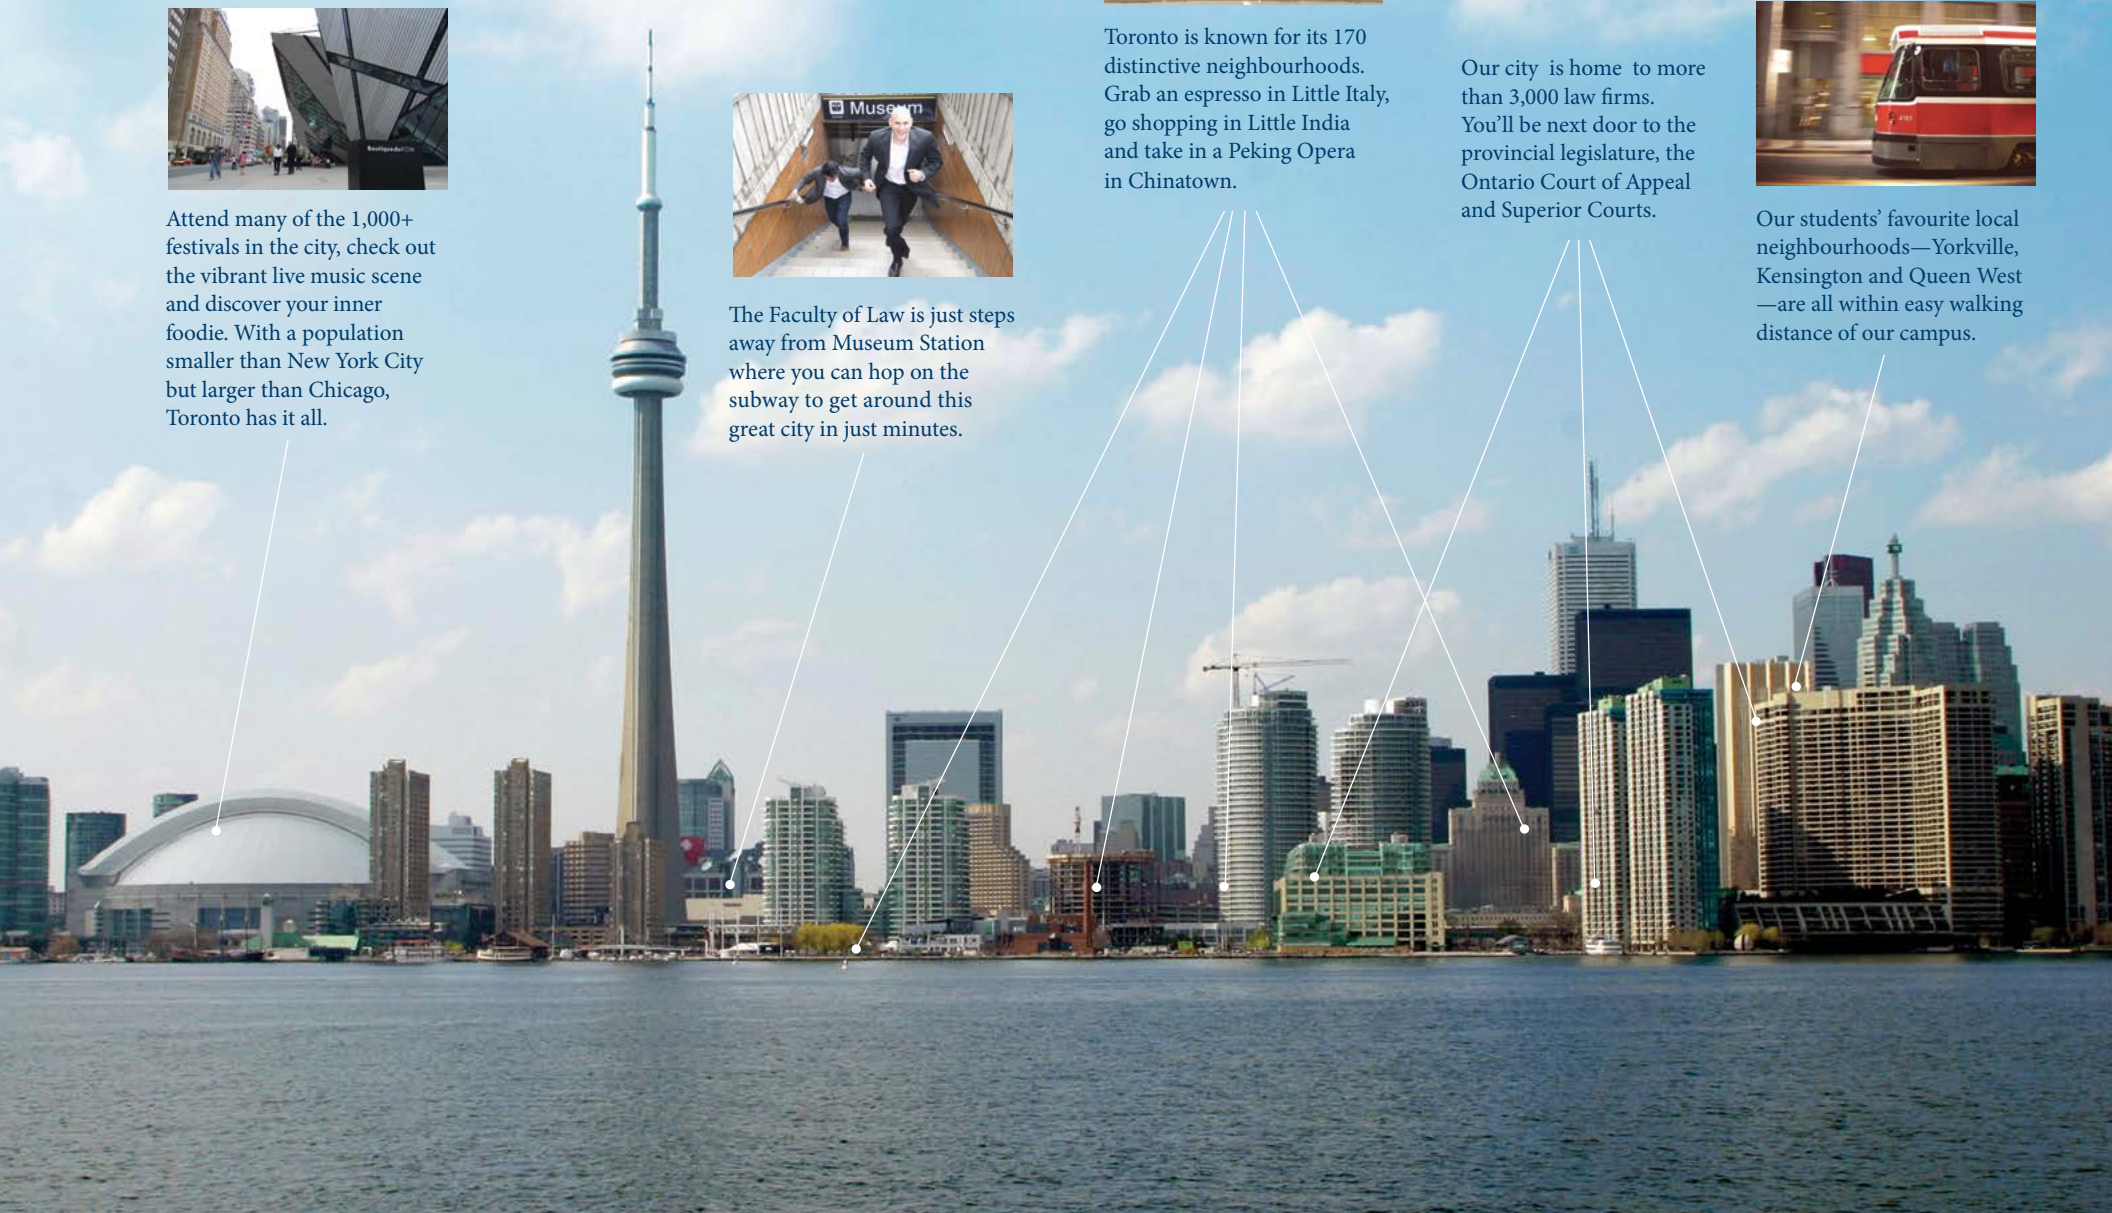 Attend many of the 1,000+
festivals in the city, check out
the vibrant live music scene
and discover your inner
foodie. With a population
smaller than New York City
but larger than Chicago,
Toronto has it all.
Museum
The Faculty of Law is just steps
away from Museum Station
where you can hop on the
subway to get around this
great city in just minutes.
Toronto is known for its 170
distinctive neighbourhoods.
Grab an espresso in Little Italy,
go shopping in Little India
and take in a Peking Opera
in Chinatown.
Our city is home to more
than 3,000 law firms.
You’ll be next door to the
provincial legislature, the
Ontario Court of Appeal
and Superior Courts.
Our students’ favourite local
neighbourhoods—Yorkville,
Kensington and Queen West
—are all within easy walking
distance of our campus.